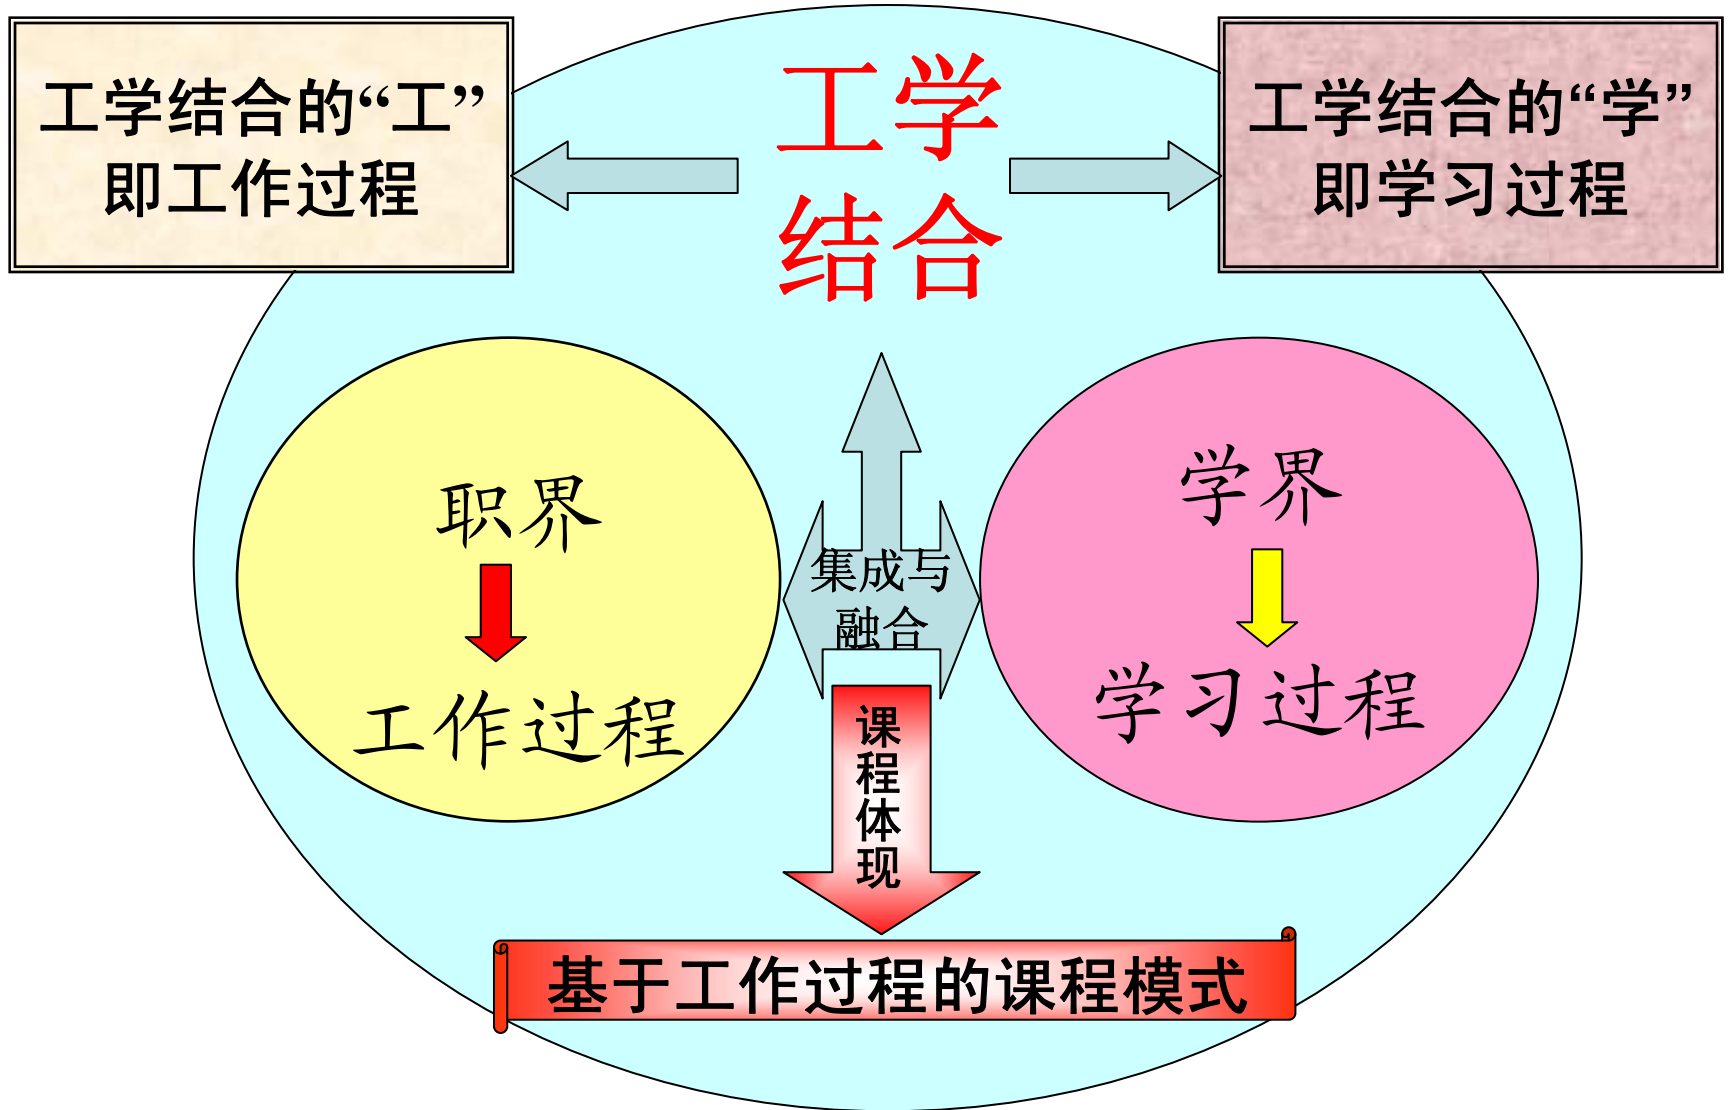 工学结合的“工”
即工作过程
工学
结合
工学结合的“学”
即学习过程
职界
工作过程
集成与
融合
学界
学习过程
课
程
体
现
基于工作过程的课程模式